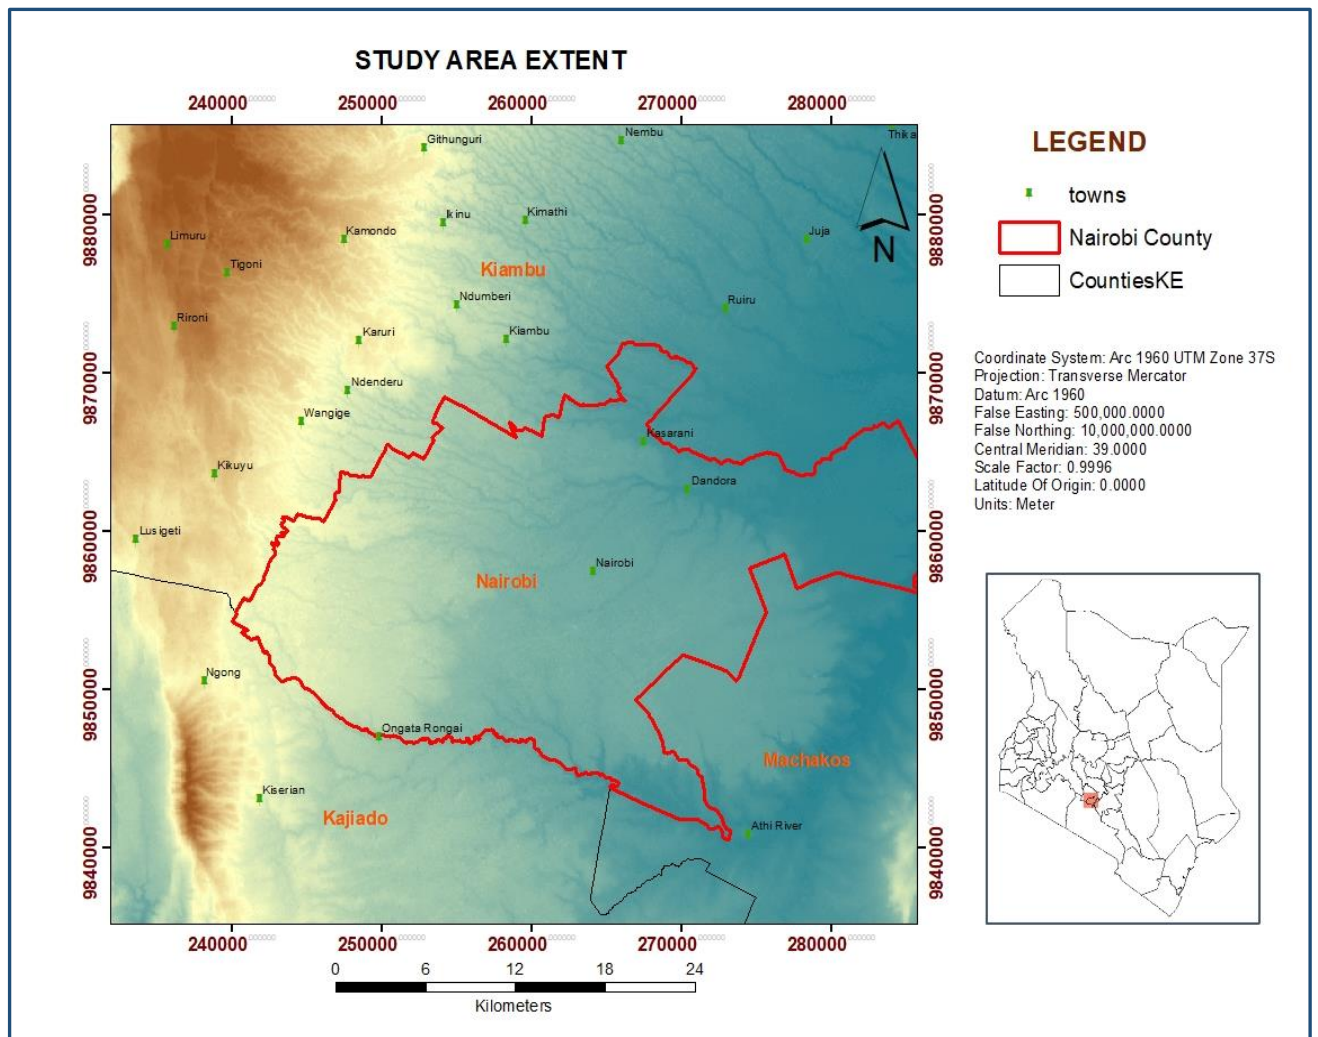 STUDY AREA EXTENT
240000 250000 260000 270000 280000
Githunguri
Nembu
Thika
Ikinu
Kimathi
Limuru
Kamondo
Juja
Tigoni
Kiambu
Ndumberi
Ruiru
Rironi
Karuri
Kiambu
Ndenderu
Wangige
Kasarani
Kikuyu
Dandora
Lusigeti
Nairobi
Nairobi
Ngong
Ongata Rongai
Machakos
Kiserian
Kajiado
Athi River
N
9880000
9870000
9860000
9850000
9840000
9880000
9870000
9860000
9850000
9840000
240000 250000 260000 270000 280000
0 6 12 18 24
Kilometers
LEGEND
towns
Nairobi County
CountiesKE
Coordinate System: Arc 1960 UTM Zone 37S
Projection: Transverse Mercator
Datum: Arc 1960
False Easting: 500,000.0000
False Northing: 10,000,000.0000
Central Meridian: 39.0000
Scale Factor: 0.9996
Latitude Of Origin: 0.0000
Units: Meter